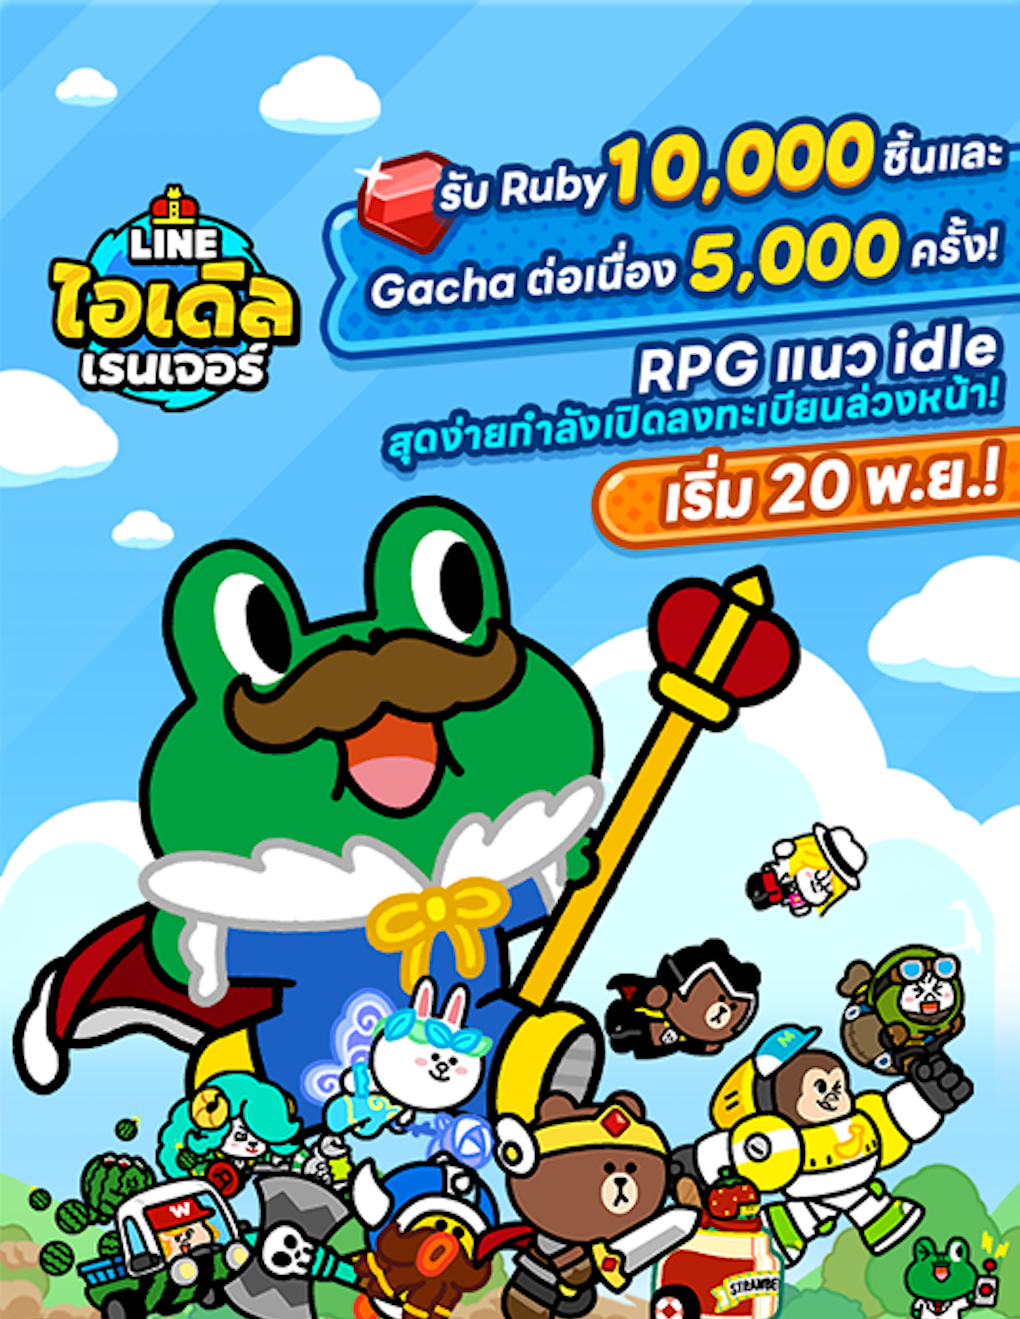 LINE
ไอเดิล
เรนเจอร์
รับ Ruby 10,000 ชิ้นและ
Gacha ต่อเนื่อง 5,000 ครั้ง!
RPG แนว idle
สุดง่ายกำลังเปิดลงทะเบียนล่วงหน้า!
เริ่ม 20 พ.ย.!
M
W
STRAWBE